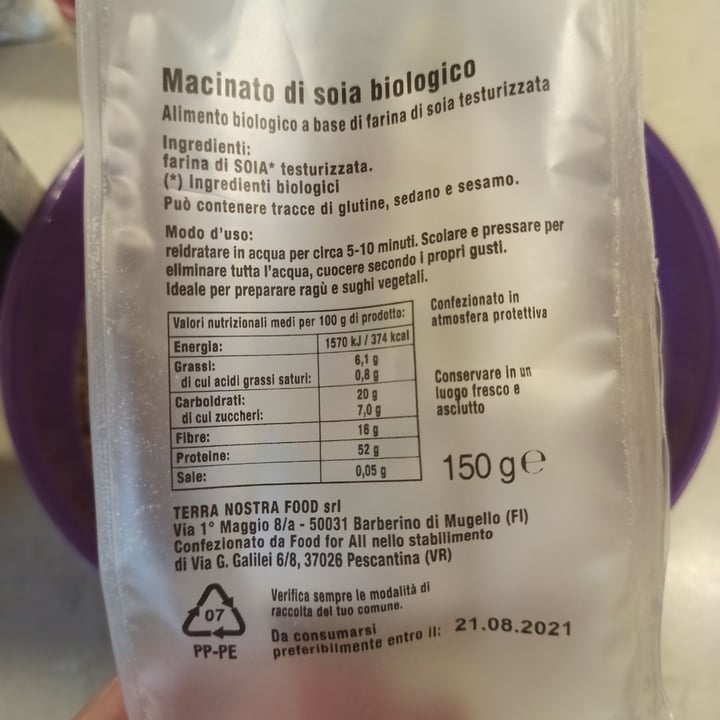 Macinato di soia biologico
Alimento biologico a base di farina di soia testurizzata
Ingredienti:
farina di SOIA* testurizzata.
(*) Ingredienti biologici
Può contenere tracce di glutine, sedano e sesamo.
Modo d'uso:
reidratare in acqua per circa 5-10 minuti. Scolare e pressare per
eliminare tutta l'acqua, cuocere secondo i propri gusti.
Ideale per preparare ragù e sughi vegetali.
Valori nutrizionali medi per 100 g di prodotto:
Energia: 1570 kJ / 374 kcal
Grassi: 6,1 g
di cui acidi grassi saturi: 0,8 g
Carboidrati: 20 g
di cui zuccheri: 7,0 g
Fibre: 16 g
Proteine: 52 g
Sale: 0,05 g
Confezionato in
atmosfera protettiva
Conservare in un
luogo fresco e
asciutto
150 g e
TERRA NOSTRA FOOD srl
Via 1° Maggio 8/a - 50031 Barberino di Mugello (FI)
Confezionato da Food for All nello stabilimento
di Via G. Galilei 6/8, 37026 Pescantina (VR)
07
PP-PE
Verifica sempre le modalità di
raccolta del tuo comune.
Da consumarsi
preferibilmente entro il: 21.08.2021